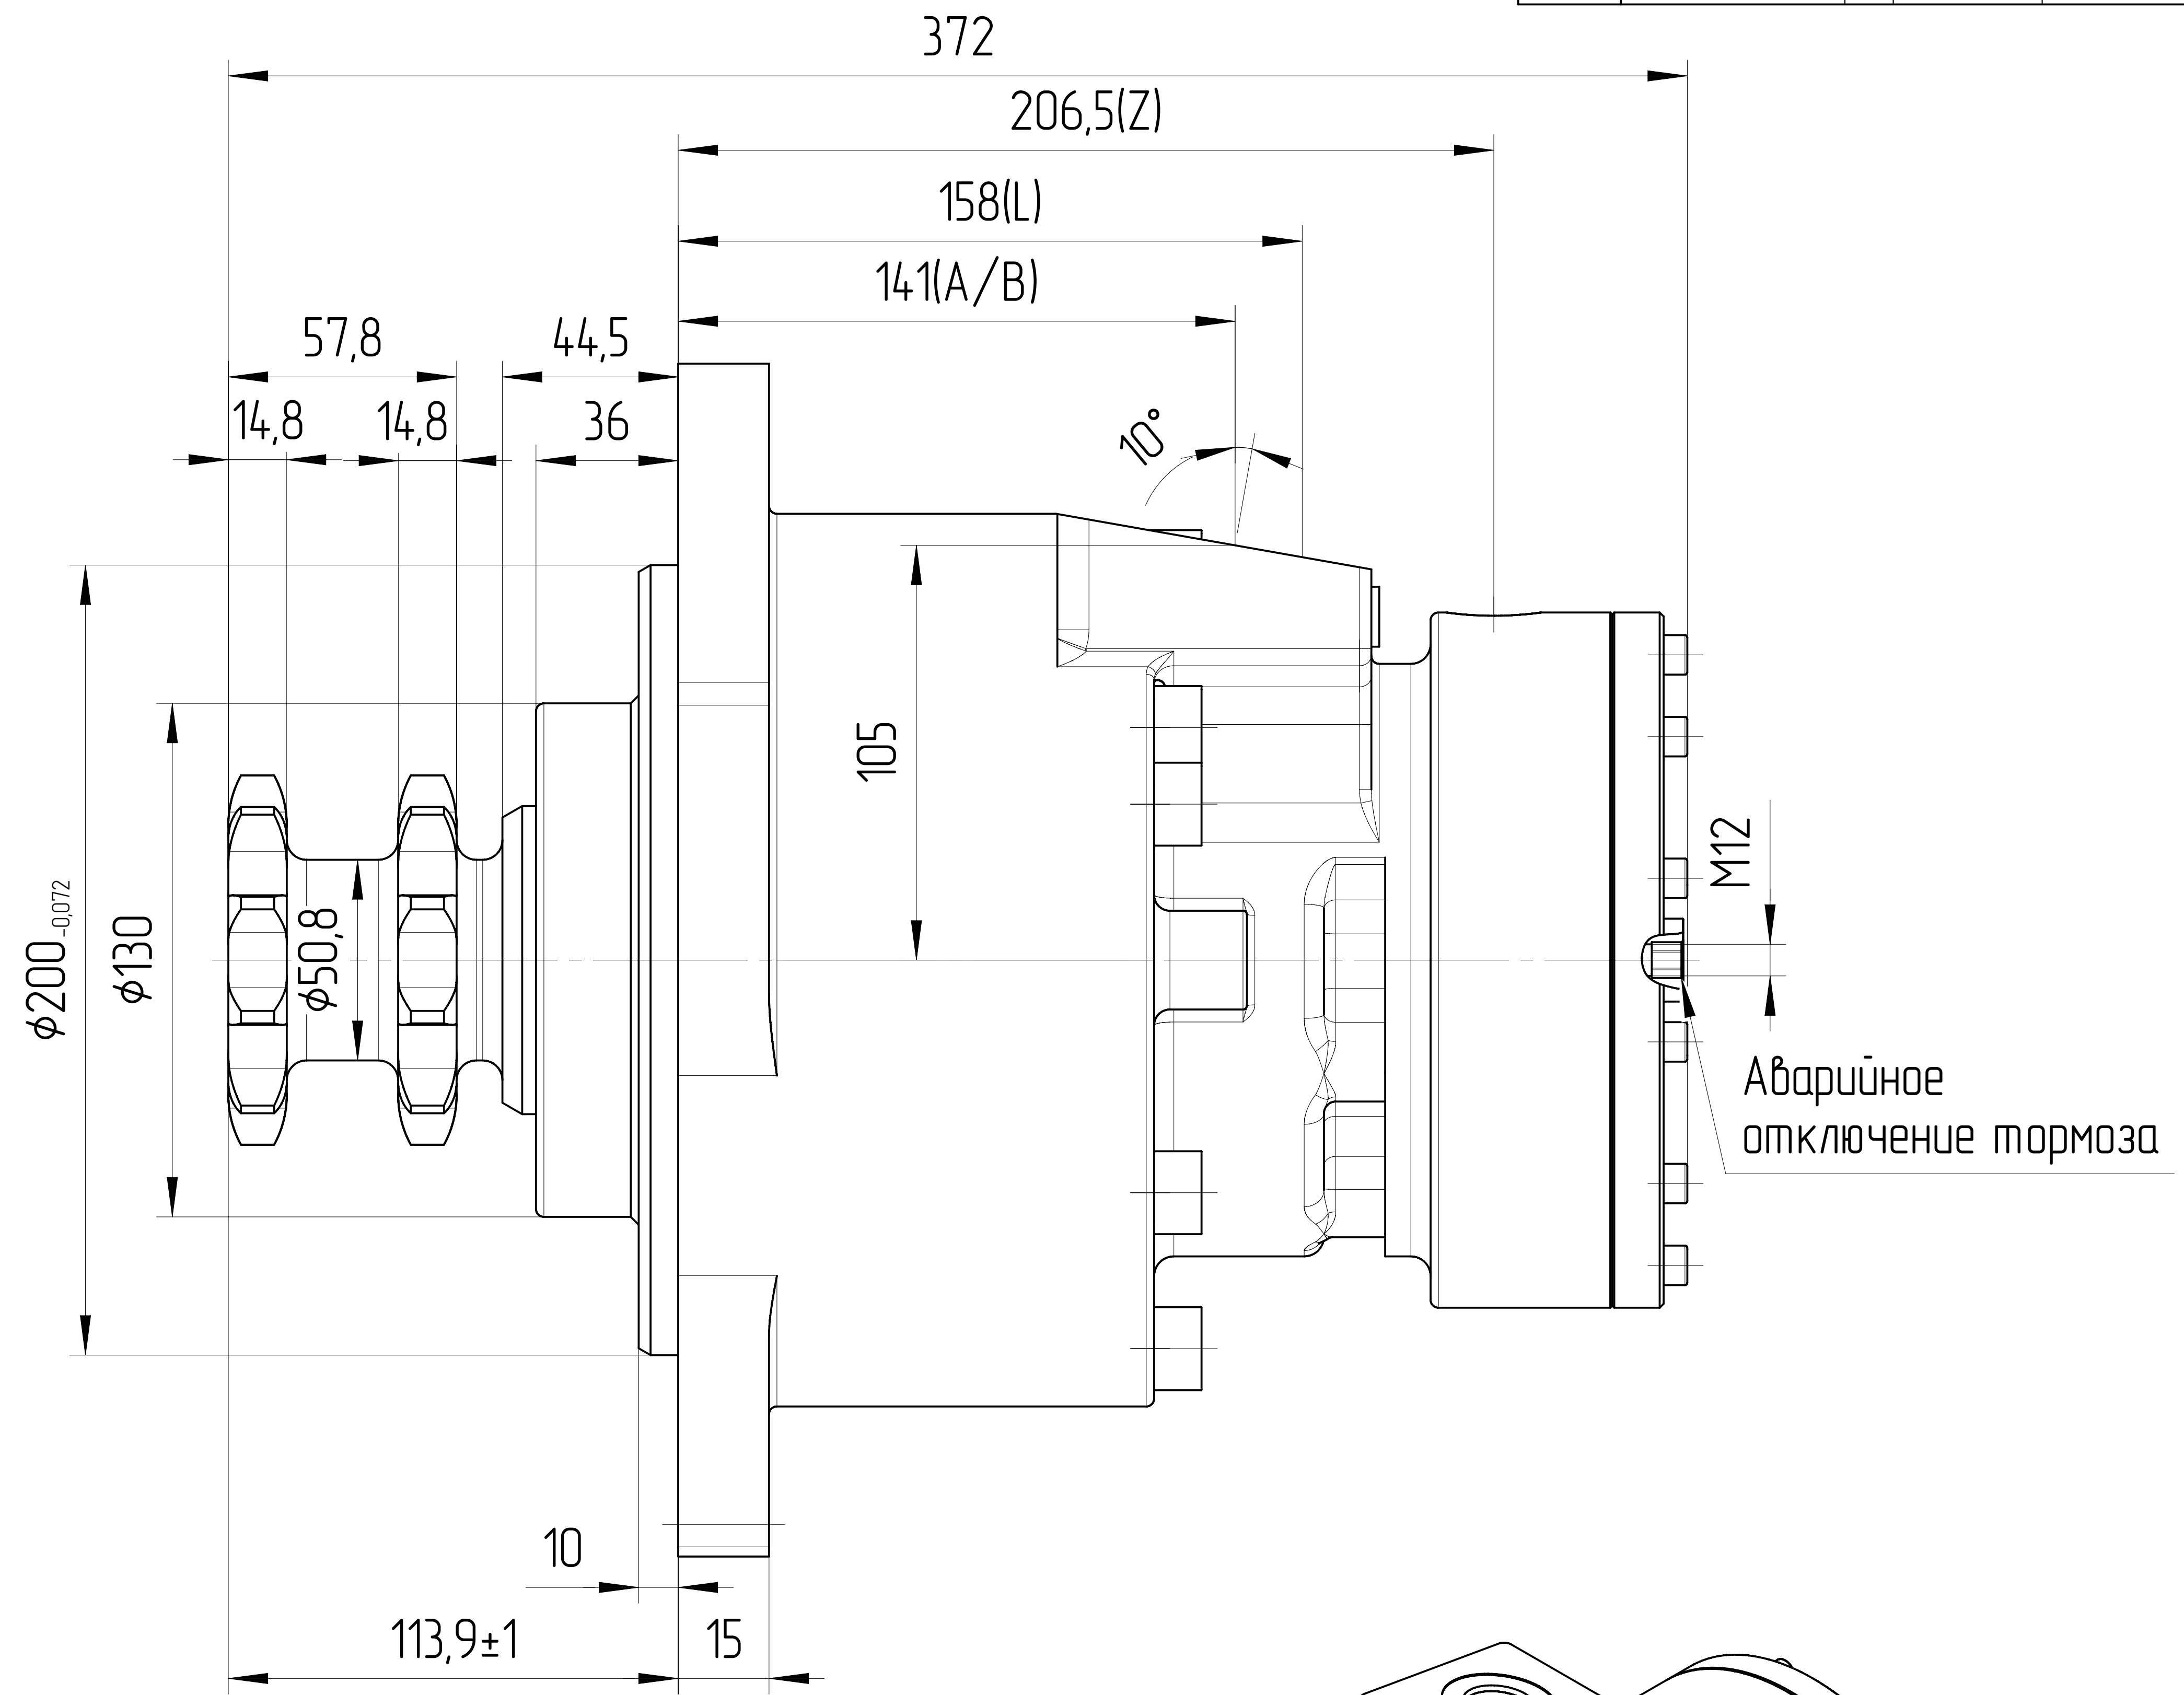 372
206,5(Z)
158(L)
141(A/B)
57,8
44,5
14,8
14,8
36
10°
105
ϕ200-0,072
ϕ130
ϕ50,8
M12
Аварийное
отключение тормоза
10
113,9±1
15